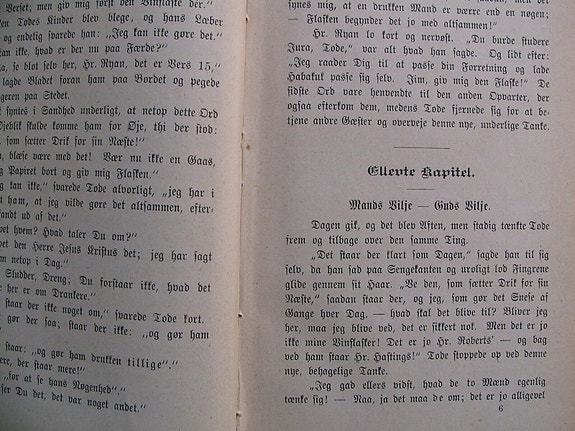 Verset! — men giv mig først den Vinflaske der.“
Todes Kinder blev blege, og hans Læber
og endelig svarede han: „Jeg kan ikke gøre det.“
ikke, hvad er der nu paa Færde?“
se blot selv her, Hr. Ryan, det er Vers 15,“
lagde Bladet foran ham paa Bordet og pegede
geren paa Stedet.
syntes i Sandhed underligt, at netop dette Ord
Øjeblik skulde komme ham for Øje, thi der stod:
som sætter Drik for sin Næste!“
blæse være med det! Vær nu ikke en Gaas,
Papiret bort og giv mig Flasken.“
kan ikke,“ svarede Tode alvorligt, „jeg har i
t ham, at jeg vilde gøre det altsammen, efter-
fandt ud af det.“
vet hvem? Hvad taler Du om?“
vet den Herre Jesus Kristus det; jeg har sagt
m netop i Dag.“
Sludder, Dreng; Du forstaar ikke, hvad det
her er om Drankere.“
staar der ikke noget om,“ svarede Tode kort.
gør der saa; staar der ikke: „og gør ham
staar: „og gør ham drukken tillige“.“
ere, der staar mere!“
„for at se hans Nøgenhed“.“
ser Du det, det var noget andet.“
synes mig, at en drukken Mand er værre end en nøgen;
— Flasken begynder det jo med altsammen!“
Hr. Ryan lo kort og nervøst. „Du burde studere
Jura, Tode,“ var alt hvad han sagde. Og lidt efter:
„Jeg raader Dig til at passe din Forretning og lade
Habakuk passe sig selv. Jim, giv mig den Flaske!“ De
sidste Ord vare henvendte til den anden Opvarter, der
ogsaa efterkom dem, medens Tode fjernede sig for at be-
tjene andre Gæster og overveje denne nye, underlige Tanke.
Ellevte Kapitel.
Mands Vilje — Guds Vilje.
Dagen gik, og det blev Aften, men stadig tænkte Tode
frem og tilbage over den samme Ting.
„Det staar der klart som Dagen,“ sagde han til sig
selv, da han sad paa Sengekanten og uroligt lod Fingrene
glide gennem sit Haar. „Ve den, som sætter Drik for sin
Næste,“ saadan staar der, og jeg, som gør det Snese af
Gange hver Dag, — hvad skal det blive til? Bliver jeg
her, maa jeg blive ved, det er sikkert nok. Men det er jo
ikke mine Vinflasker! Det er jo Hr. Roberts' — og bag
ved ham staar Hr. Hastings!“ Tode stoppede op ved denne
nye, behagelige Tanke.
„Jeg gad ellers vidst, hvad de to Mænd egenlig
tænke sig! — Naa, ja det maa de om; det er jo alligevel
6